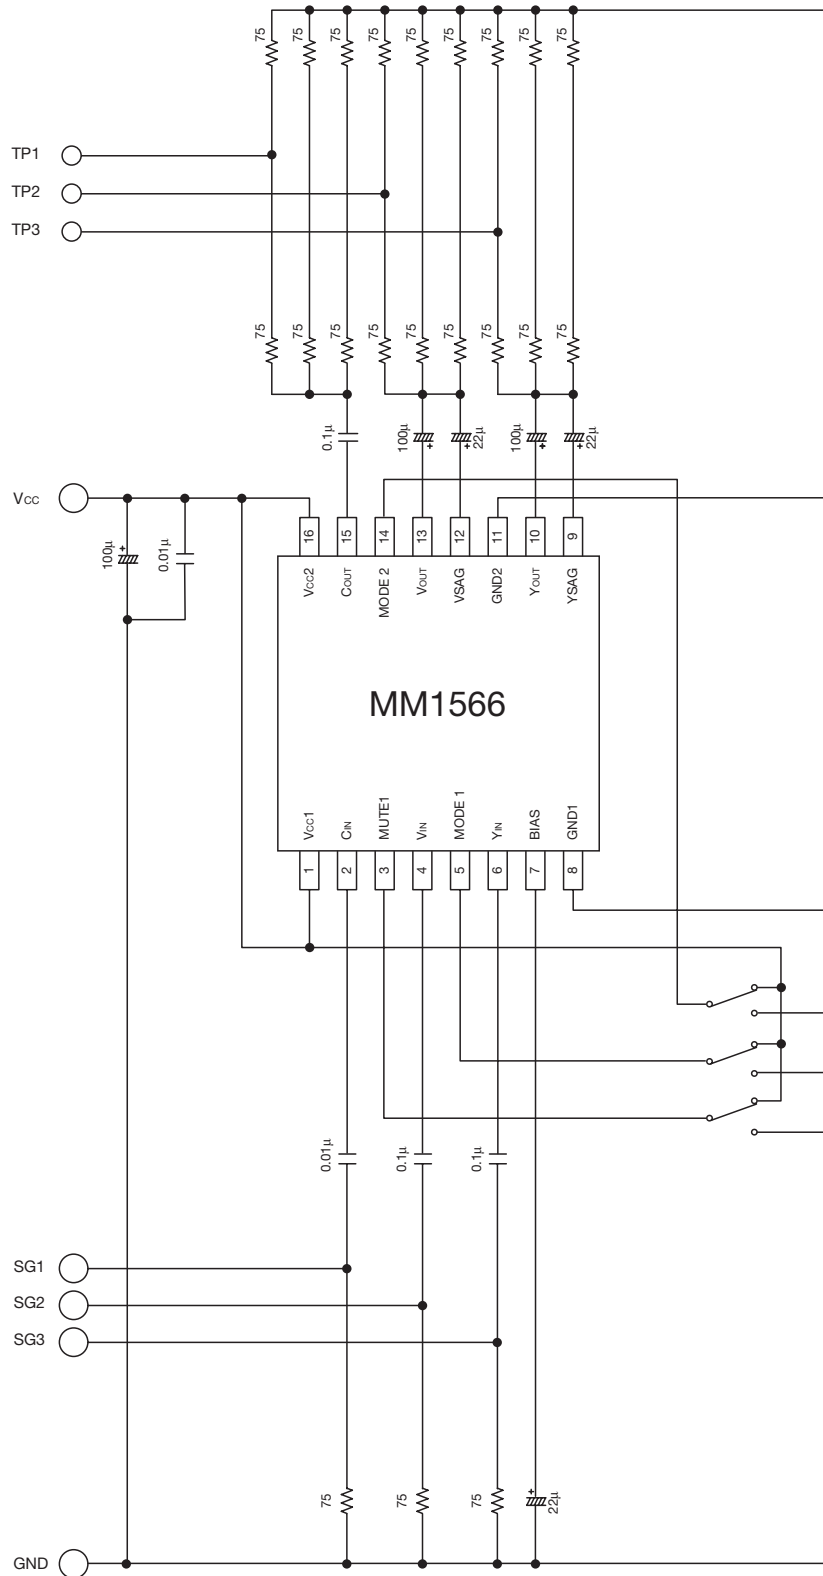 75 75 75 75 75 75 75 75 75
TP1
TP2
TP3
75 75 75 75 75 75 75 75 75
0.1μ 100μ 22μ 100μ 22μ
Vcc
100μ 0.01μ
16 15 14 13 12 11 10 9
Vcc2 COUT MODE 2 VOUT VSAG GND2 YOUT YSAG
MM1566
Vcc1 CIN MUTE1 VIN MODE 1 YIN BIAS GND1
1 2 3 4 5 6 7 8
0.01μ 0.1μ 0.1μ
SG1
SG2
SG3
75 75 75 22μ
GND